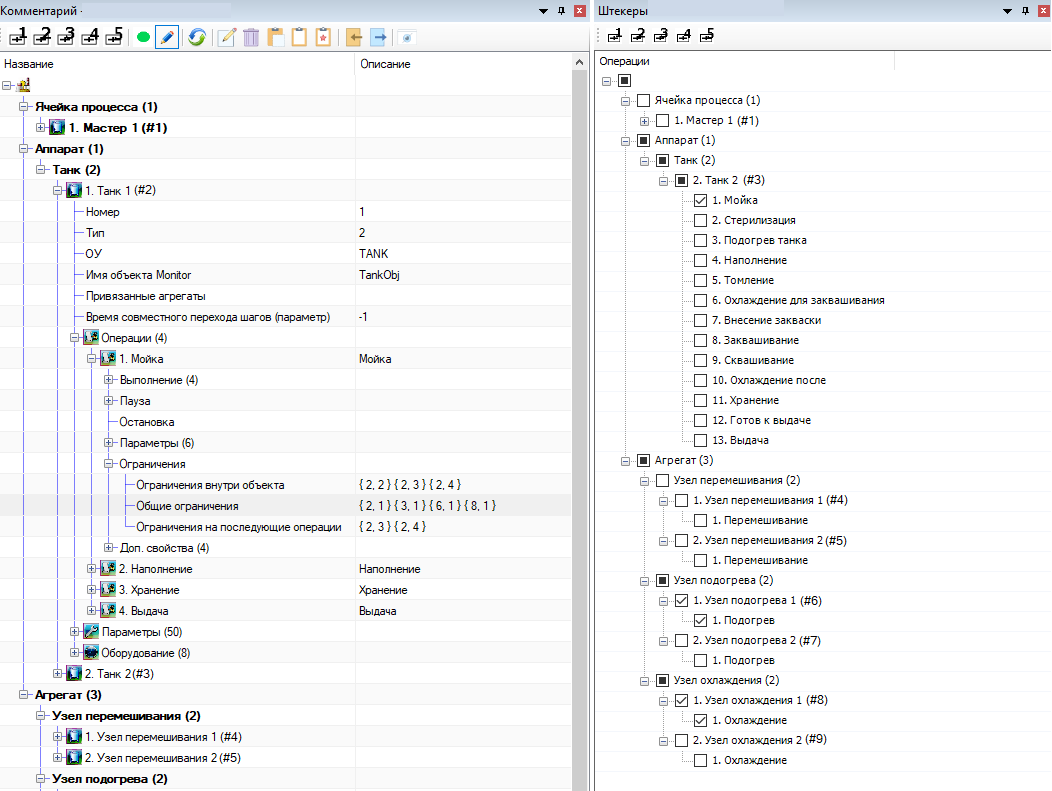 Комментарий ·
1 2 3 4 5
Название Описание
Ячейка процесса (1)
1. Мастер 1 (#1)
Аппарат (1)
Танк (2)
1. Танк 1 (#2)
Номер 1
Тип 2
ОУ TANK
Имя объекта Monitor TankObj
Привязанные агрегаты
Время совместного перехода шагов (параметр) -1
Операции (4)
1. Мойка Мойка
Выполнение (4)
Пауза
Остановка
Параметры (6)
Ограничения
Ограничения внутри объекта { 2, 2 } { 2, 3 } { 2, 4 }
Общие ограничения { 2, 1 } { 3, 1 } { 6, 1 } { 8, 1 }
Ограничения на последующие операции { 2, 3 } { 2, 4 }
Доп. свойства (4)
2. Наполнение Наполнение
3. Хранение Хранение
4. Выдача Выдача
Параметры (50)
Оборудование (8)
2. Танк 2(#3)
Агрегат (3)
Узел перемешивания (2)
1. Узел перемешивания 1 (#4)
2. Узел перемешивания 2(#5)
Узел подогрева (2)
Штекеры
1 2 3 4 5
Операции
Ячейка процесса (1)
1. Мастер 1 (#1)
Аппарат (1)
Танк (2)
2. Танк 2 (#3)
1. Мойка
2. Стерилизация
3. Подогрев танка
4. Наполнение
5. Томление
6. Охлаждение для заквашивания
7. Внесение закваски
8. Заквашивание
9. Сквашивание
10. Охлаждение после
11. Хранение
12. Готов к выдаче
13. Выдача
Агрегат (3)
Узел перемешивания (2)
1. Узел перемешивания 1 (#4)
1. Перемешивание
2. Узел перемешивания 2(#5)
1. Перемешивание
Узел подогрева (2)
1. Узел подогрева 1 (#6)
1. Подогрев
2. Узел подогрева 2 (#7)
1. Подогрев
Узел охлаждения (2)
1. Узел охлаждения 1 (#8)
1. Охлаждение
2. Узел охлаждения 2 (#9)
1. Охлаждение